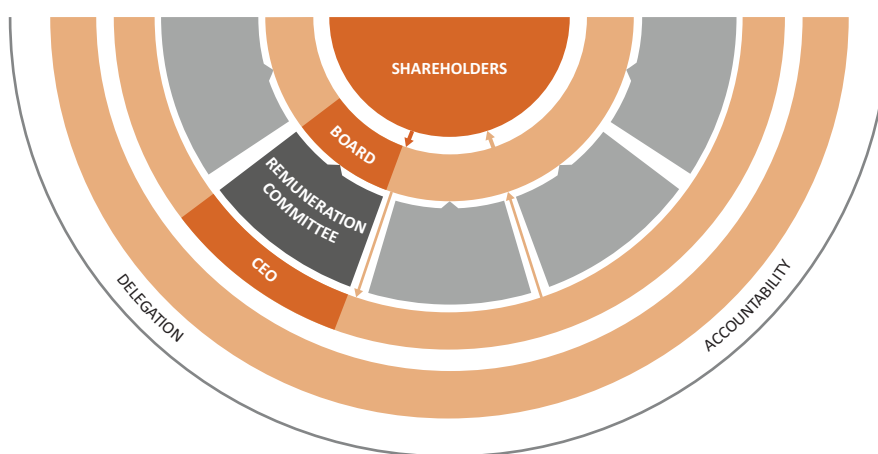 SHAREHOLDERS
BOARD
REMUNERATION
COMMITTEE
CEO
DELEGATION
ACCOUNTABILITY